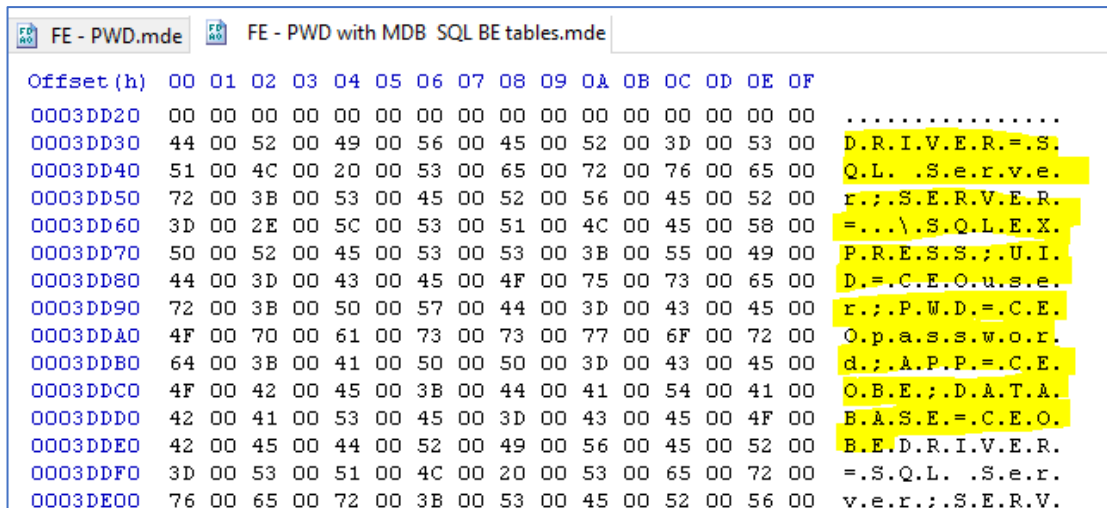 FE - PWD.mde FE - PWD with MDB  SQL BE tables.mde
Offset(h) 00 01 02 03 04 05 06 07 08 09 0A 0B 0C 0D 0E 0F
0003DD20 00 00 00 00 00 00 00 00 00 00 00 00 00 00 00 00 ................
0003DD30 44 00 52 00 49 00 56 00 45 00 52 00 3D 00 53 00 D.R.I.V.E.R.=.S.
0003DD40 51 00 4C 00 20 00 53 00 65 00 72 00 76 00 65 00 Q.L. .S.e.r.v.e.
0003DD50 72 00 3B 00 53 00 45 00 52 00 56 00 45 00 52 00 r.;.S.E.R.V.E.R.
0003DD60 3D 00 2E 00 5C 00 53 00 51 00 4C 00 45 00 58 00 =...\.S.Q.L.E.X.
0003DD70 50 00 52 00 45 00 53 00 53 00 3B 00 55 00 49 00 P.R.E.S.S.;.U.I.
0003DD80 44 00 3D 00 43 00 45 00 4F 00 75 00 73 00 65 00 D.=.C.E.O.u.s.e.
0003DD90 72 00 3B 00 50 00 57 00 44 00 3D 00 43 00 45 00 r.;.P.W.D.=.C.E.
0003DDA0 4F 00 70 00 61 00 73 00 73 00 77 00 6F 00 72 00 O.p.a.s.s.w.o.r.
0003DDB0 64 00 3B 00 41 00 50 00 50 00 3D 00 43 00 45 00 d.;.A.P.P.=.C.E.
0003DDC0 4F 00 42 00 45 00 3B 00 44 00 41 00 54 00 41 00 O.B.E.;.D.A.T.A.
0003DDD0 42 00 41 00 53 00 45 00 3D 00 43 00 45 00 4F 00 B.A.S.E.=.C.E.O.
0003DDE0 42 00 45 00 44 00 52 00 49 00 56 00 45 00 52 00 B.E.D.R.I.V.E.R.
0003DDF0 3D 00 53 00 51 00 4C 00 20 00 53 00 65 00 72 00 =.S.Q.L. .S.e.r.
0003DE00 76 00 65 00 72 00 3B 00 53 00 45 00 52 00 56 00 v.e.r.;.S.E.R.V.